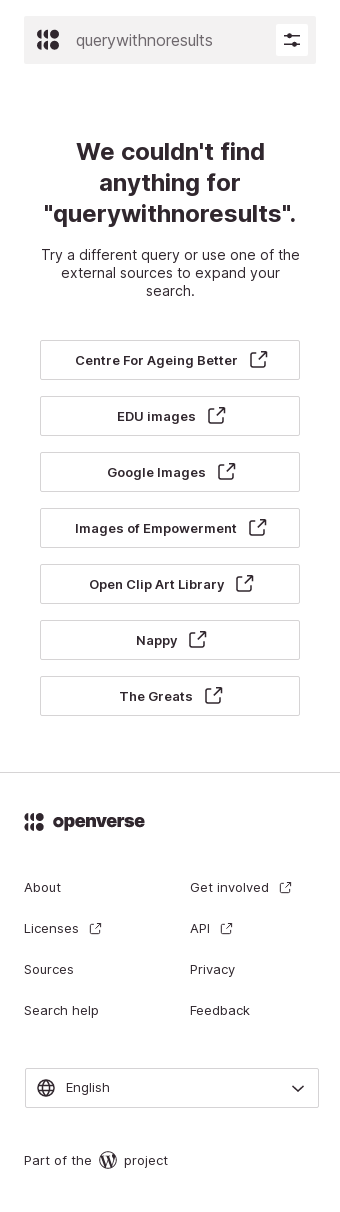 querywithnoresults
We couldn't find
anything for
"querywithnoresults".
Try a different query or use one of the
external sources to expand your
search.
Centre For Ageing Better
EDU images
Google Images
Images of Empowerment
Open Clip Art Library
Nappy
The Greats
openverse
About
Get involved
Licenses
API
Sources
Privacy
Search help
Feedback
English
Part of the project